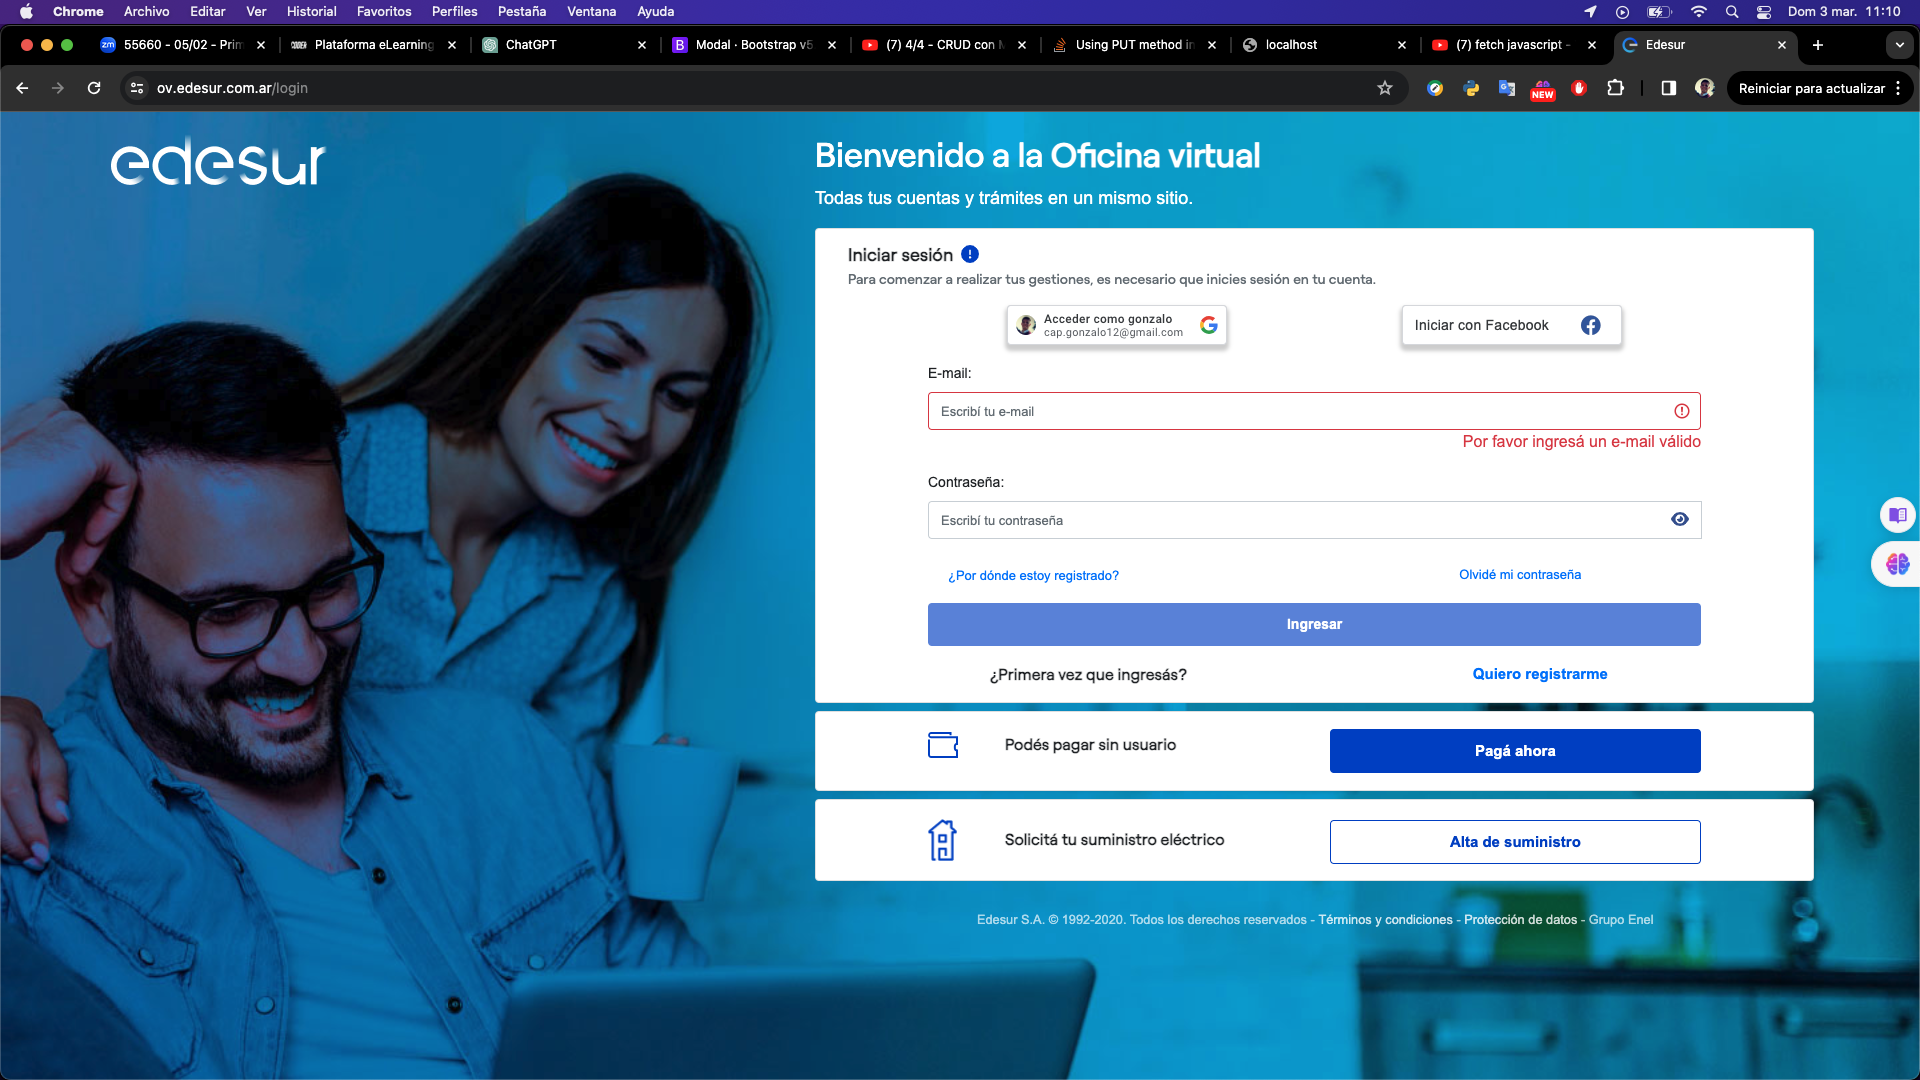 Chrome Archivo Editar Ver Historial Favoritos Perfiles Pestaña Ventana Ayuda Dom 3 mar. 11:10
zm 55660 - 05/02 - Prim
CODER Plataforma eLearning
ChatGPT
B Modal · Bootstrap v5
(7) 4/4 - CRUD con M
Using PUT method in
localhost
(7) fetch javascript -
Edesur
ov.edesur.com.ar/login
NEW
Reiniciar para actualizar
edesur
Bienvenido a la Oficina virtual
Todas tus cuentas y trámites en un mismo sitio.
Iniciar sesión
Para comenzar a realizar tus gestiones, es necesario que inicies sesión en tu cuenta.
Acceder como gonzalo
cap.gonzalo12@gmail.com
Iniciar con Facebook
E-mail:
Escribí tu e-mail
Por favor ingresá un e-mail válido
Contraseña:
Escribí tu contraseña
¿Por dónde estoy registrado? Olvidé mi contraseña
Ingresar
¿Primera vez que ingresás? Quiero registrarme
Podés pagar sin usuario Pagá ahora
Solicitá tu suministro eléctrico Alta de suministro
Edesur S.A. © 1992-2020. Todos los derechos reservados - Términos y condiciones - Protección de datos - Grupo Enel